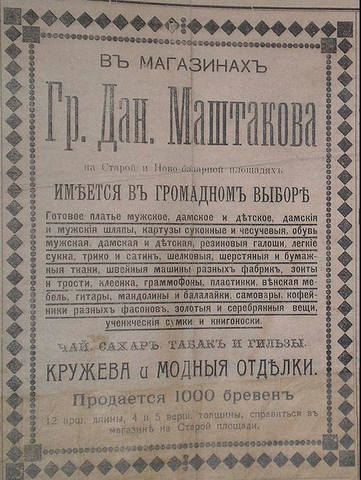 ВЪ МАГАЗИНАХЪ
Гр. Дан. Маштакова
на Старой и Ново-базарной площадяхъ
ИМѢЕТСЯ ВЪ ГРОМАДНОМЪ ВЫБОРѢ
Готовое платье мужское, дамское и дѣтское, дамскія
и мужскія шляпы, картузы суконные и чесучевыя, обувь
мужская, дамская и дѣтская, резиновыя галоши, легкіе
сукна, трико и сатинъ, шелковыя, шерстяныя и бумаж-
ныя ткани, швейныя машины разныхъ фабрикъ, зонты
и трости, клеенка, граммофоны, пластинки, вѣнская ме-
бель, гитары, мандолины и балалайки, самовары, кофей-
ники разныхъ фасоновъ, золотыя и серебрянныя вещи,
ученическія сумки и книгоноски.
ЧАЙ, САХАРЪ, ТАБАКЪ И ГИЛЬЗЫ.
КРУЖЕВА и МОДНЫЯ ОТДѢЛКИ.
Продается 1000 бревенъ
12 арш. длины, 4 и 5 верш. толщины, справиться въ
магазинѣ на Старой площади.